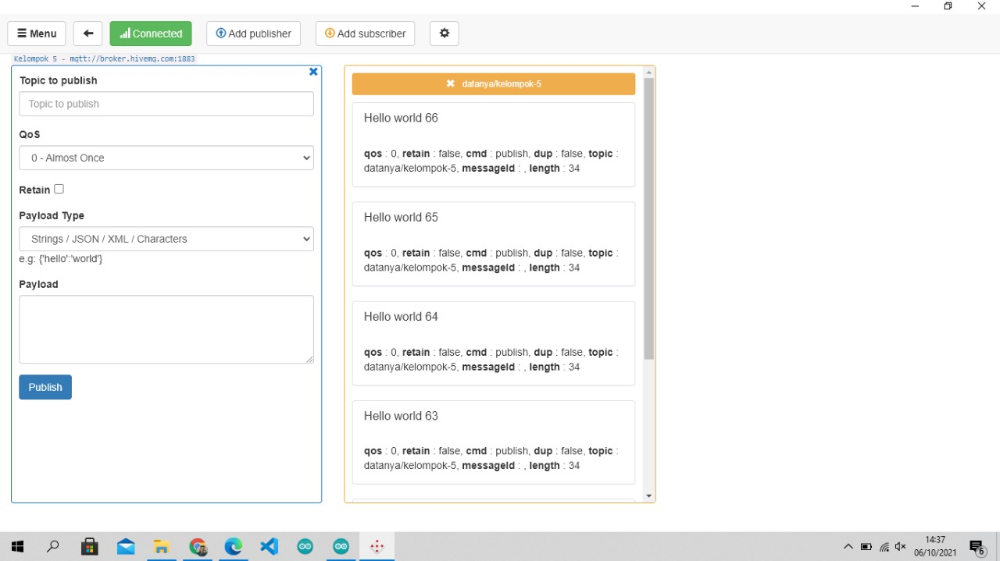 Menu
Connected
Add publisher
Add subscriber
Kelompok 5 - mqtt://broker.hivemq.com:1883
Topic to publish
Topic to publish
QoS
0 - Almost Once
Retain
Payload Type
Strings / JSON / XML / Characters
e.g: {'hello':'world'}
Payload
Publish
datanya/kelompok-5
Hello world 66
qos : 0, retain : false, cmd : publish, dup : false, topic :
datanya/kelompok-5, messageId : , length : 34
Hello world 65
qos : 0, retain : false, cmd : publish, dup : false, topic :
datanya/kelompok-5, messageId : , length : 34
Hello world 64
qos : 0, retain : false, cmd : publish, dup : false, topic :
datanya/kelompok-5, messageId : , length : 34
Hello world 63
qos : 0, retain : false, cmd : publish, dup : false, topic :
datanya/kelompok-5, messageId : , length : 34
14:37
06/10/2021
6